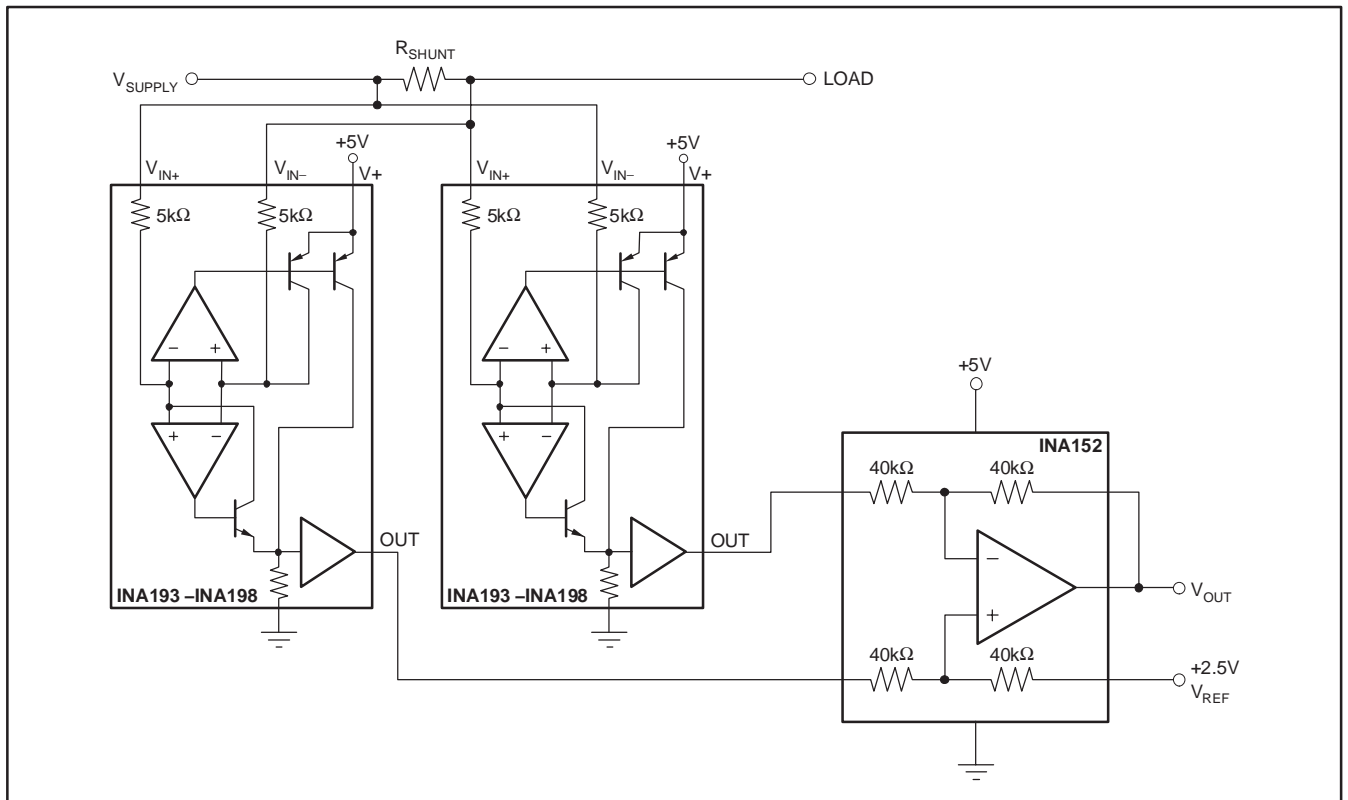 R_SHUNT
V_SUPPLY
LOAD
+5V
+5V
V_IN+
V_IN−
V+
V_IN+
V_IN−
V+
5kΩ
5kΩ
5kΩ
5kΩ
−
+
−
+
+5V
+
−
+
−
INA152
40kΩ
40kΩ
OUT
OUT
−
+
V_OUT
INA193 –INA198
INA193 –INA198
40kΩ
40kΩ
+2.5V
V_REF